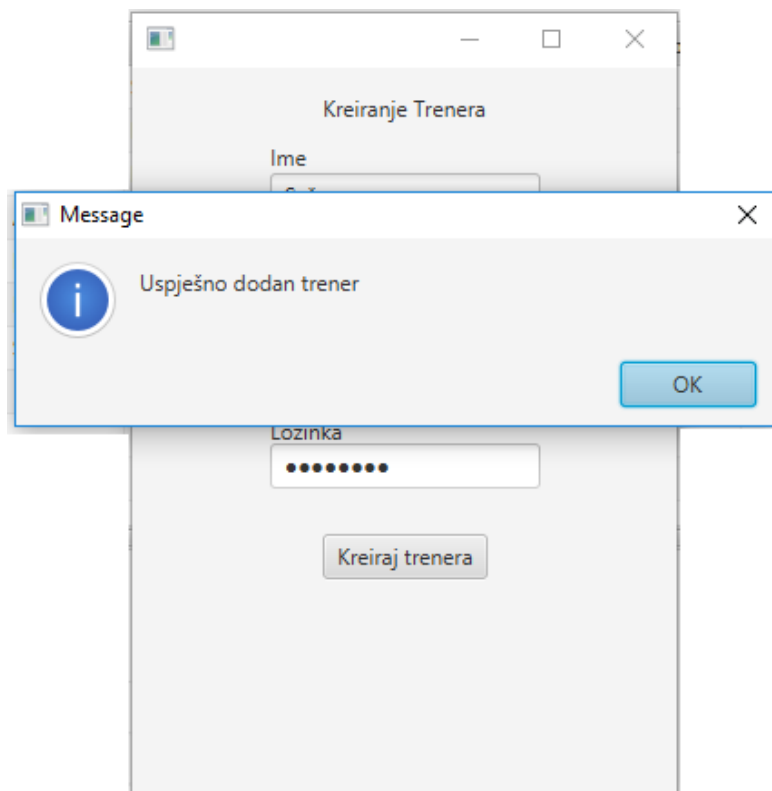 Kreiranje Trenera
Ime
Message
Uspješno dodan trener
OK
Lozinka
Kreiraj trenera